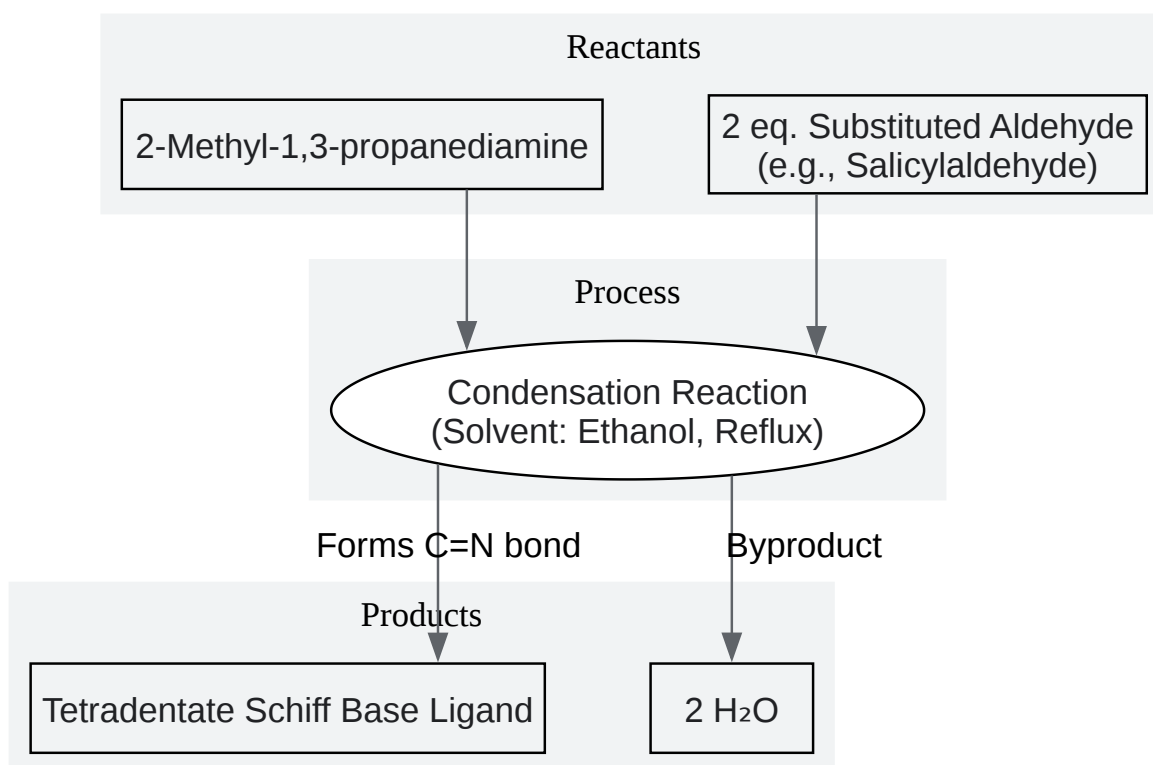 Reactants
2-Methyl-1,3-propanediamine
2 eq. Substituted Aldehyde
(e.g., Salicylaldehyde)
Process
Condensation Reaction
(Solvent: Ethanol, Reflux)
Forms C=N bond
Byproduct
Products
Tetradentate Schiff Base Ligand
2 H₂O